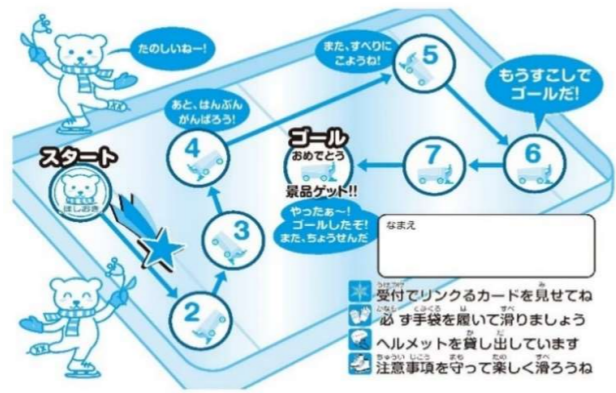 たのしいねー!
また、すべりに
こようね!
5
もうすこしで
ゴールだ!
あと、はんぶん
がんばろう!
スタート
はしおき
4
ゴール
おめでとう
景品ゲット!!
7
6
やったぁ~!
ゴールしたぞ!
また、ちょうせんだ
3
2
なまえ
受付でリンクるカードを見せてね
必ず手袋を履いて滑りましょう
ヘルメットを貸し出しています
注意事項を守って楽しく滑ろうね